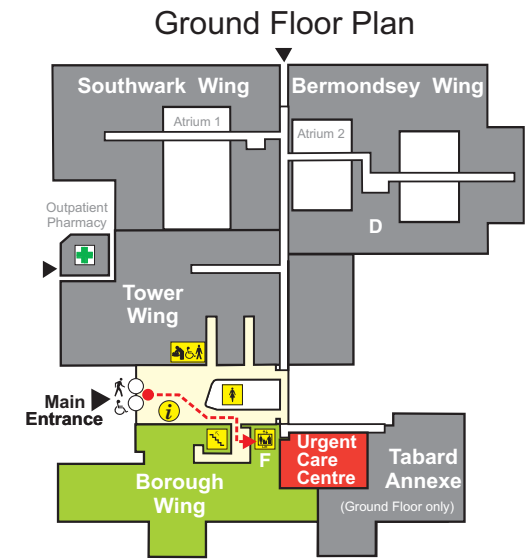 Ground Floor Plan
Southwark Wing
Bermondsey Wing
Atrium 1
Atrium 2
Outpatient
Pharmacy
D
Tower
Wing
Main
Entrance
i
F
Urgent
Care
Centre
Tabard
Annexe
(Ground Floor only)
Borough
Wing